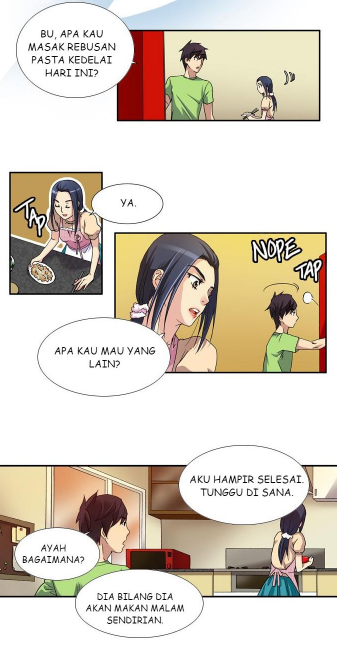 BU, APA KAU
MASAK REBUSAN
PASTA KEDELAI
HARI INI?
TAP
YA.
NOPE
TAP
APA KAU MAU YANG
LAIN?
AKU HAMPIR SELESAI.
TUNGGU DI SANA.
AYAH
BAGAIMANA?
DIA BILANG DIA
AKAN MAKAN MALAM
SENDIRIAN.